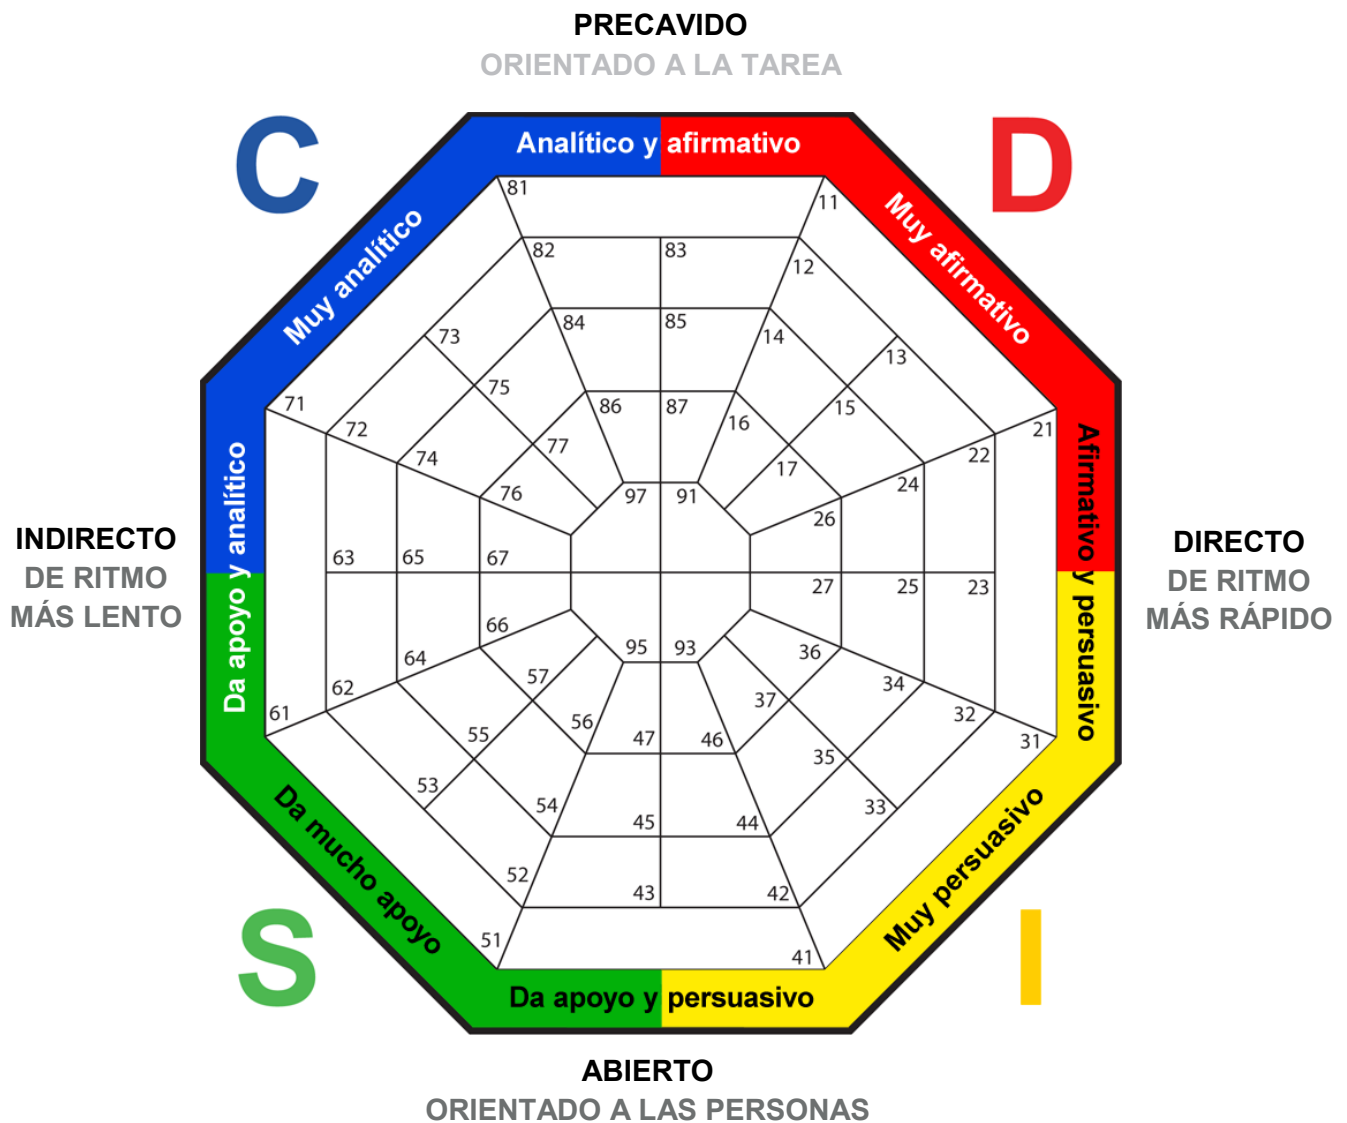 PRECAVIDO
ORIENTADO A LA TAREA
C
D
Analítico y afirmativo
Muy analítico
Muy afirmativo
81
11
82
83
12
84
85
14
73
13
75
15
71
86
87
16
21
72
77
22
74
17
24
76
97
91
26
Da apoyo y analítico
Afirmativo y persuasivo
INDIRECTO
DE RITMO
MÁS LENTO
DIRECTO
DE RITMO
MÁS RÁPIDO
63
65
67
27
25
23
66
95
93
36
64
57
34
62
37
61
56
47
46
32
55
35
31
53
54
45
44
33
52
43
42
51
41
Da mucho apoyo
Muy persuasivo
S
I
Da apoyo y persuasivo
ABIERTO
ORIENTADO A LAS PERSONAS